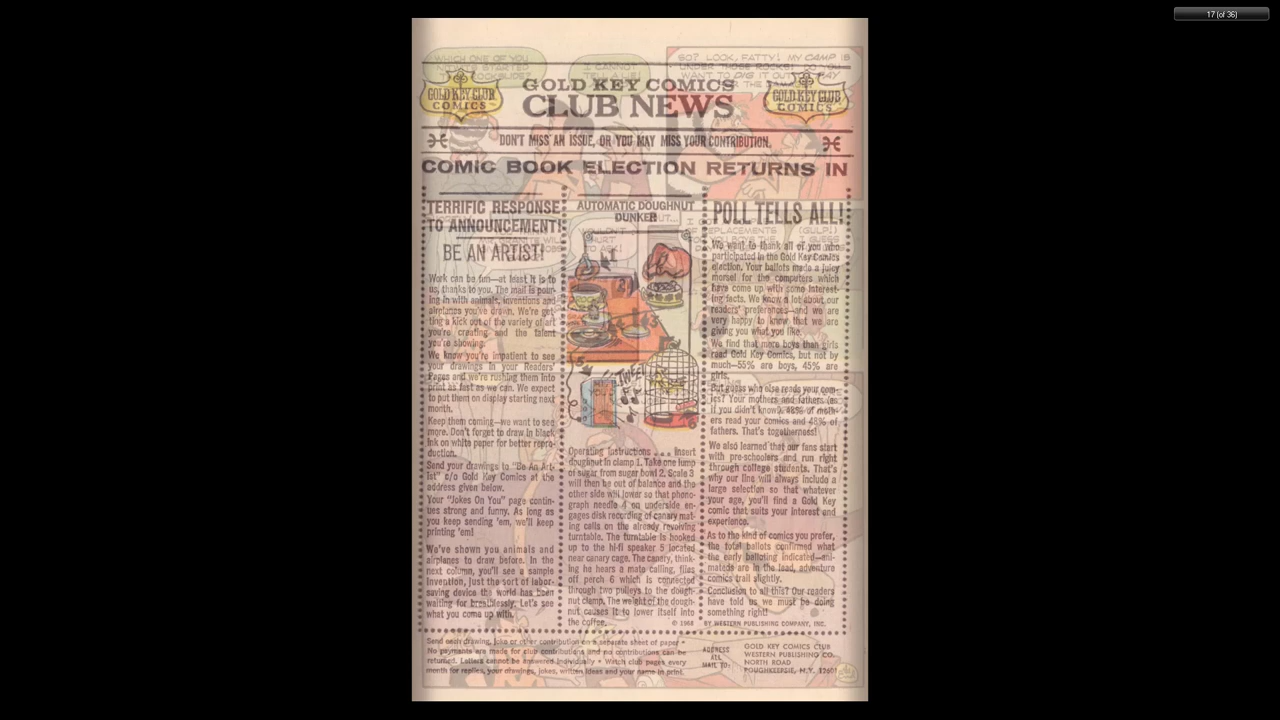 17 (of 36)
GOLD KEY CLUB
COMICS
GOLD KEY COMICS
CLUB NEWS
GOLD KEY CLUB
COMICS
DON'T MISS AN ISSUE, OR YOU MAY MISS YOUR CONTRIBUTION.
COMIC BOOK ELECTION RETURNS IN
TERRIFIC RESPONSE
TO ANNOUNCEMENT!
BE AN ARTIST!
Work can be fun—at least it is to
us, thanks to you. The mail is pour-
ing in with animals, inventions and
airplanes you've drawn. We're get-
ting a kick out of the variety of art
you're creating and the talent
you're showing.
We know you're impatient to see
your drawings in your Readers'
Pages and we're rushing them into
print as fast as we can. We expect
to put them on display starting next
month.
Keep them coming—we want to see
more. Don't forget to draw in black
ink on white paper for better repro-
duction.
Send your drawings to "Be An Art-
ist" c/o Gold Key Comics at the
address given below.
Your "Jokes On You" page contin-
ues strong and funny. As long as
you keep sending 'em, we'll keep
printing 'em!
We've shown you animals and
airplanes to draw before. In the
next column, you'll see a sample
invention, just the sort of labor-
saving device the world has been
waiting for breathlessly. Let's see
what you come up with.
AUTOMATIC DOUGHNUT
DUNKER
TWEET
Operating Instructions . . . Insert
doughnut in clamp 1. Take one lump
of sugar from sugar bowl 2. Scale 3
will then be out of balance and the
other side will lower so that phono-
graph needle 4 on underside en-
gages disk recording of canary mat-
ing calls on the already revolving
turntable. The turntable is hooked
up to the hi-fi speaker 5 located
near canary cage. The canary, think-
ing he hears a mate calling, flies
off perch 6 which is connected
through two pulleys to the dough-
nut clamp. The weight of the dough-
nut causes it to lower itself into
the coffee.
© 1968
POLL TELLS ALL!
We want to thank all of you who
participated in the Gold Key Comics
election. Your ballots made a juicy
morsel for the computers which
have come up with some interest-
ing facts. We know a lot about our
readers' preferences—and we are
very happy to know that we are
giving you what you like.
We find that more boys than girls
read Gold Key Comics, but not by
much—55% are boys, 45% are
girls.
But guess who else reads your com-
ics? Your mothers and fathers (as
if you didn't know). 48% of moth-
ers read your comics and 48% of
fathers. That's togetherness!
We also learned that our fans start
with pre-schoolers and run right
through college students. That's
why our line will always include a
large selection so that whatever
your age, you'll find a Gold Key
comic that suits your interest and
experience.
As to the kind of comics you prefer,
the total ballots confirmed what
the early balloting indicated—ani-
mateds are in the lead, adventure
comics trail slightly.
Conclusion to all this? Our readers
have told us we must be doing
something right!
BY WESTERN PUBLISHING COMPANY, INC.
Send each drawing, joke or other contribution on a separate sheet of paper •
No payments are made for club contributions and no contributions can be
returned. Letters cannot be answered individually • Watch club pages every
month for replies, your drawings, jokes, written ideas and your name in print.
ADDRESS
ALL
MAIL TO:
GOLD KEY COMICS CLUB
WESTERN PUBLISHING CO.
NORTH ROAD
POUGHKEEPSIE, N.Y. 12601